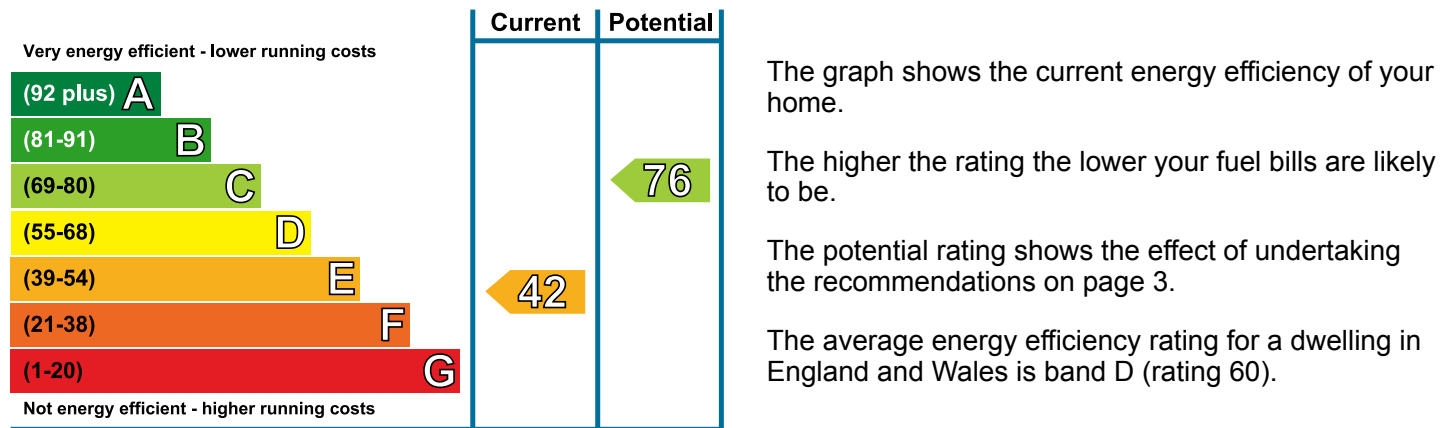 Current Potential
Very energy efficient - lower running costs
(92 plus) A
(81-91) B
(69-80) C
76
(55-68) D
(39-54) E
42
(21-38) F
(1-20) G
Not energy efficient - higher running costs
The graph shows the current energy efficiency of your
home.
The higher the rating the lower your fuel bills are likely
to be.
The potential rating shows the effect of undertaking
the recommendations on page 3.
The average energy efficiency rating for a dwelling in
England and Wales is band D (rating 60).